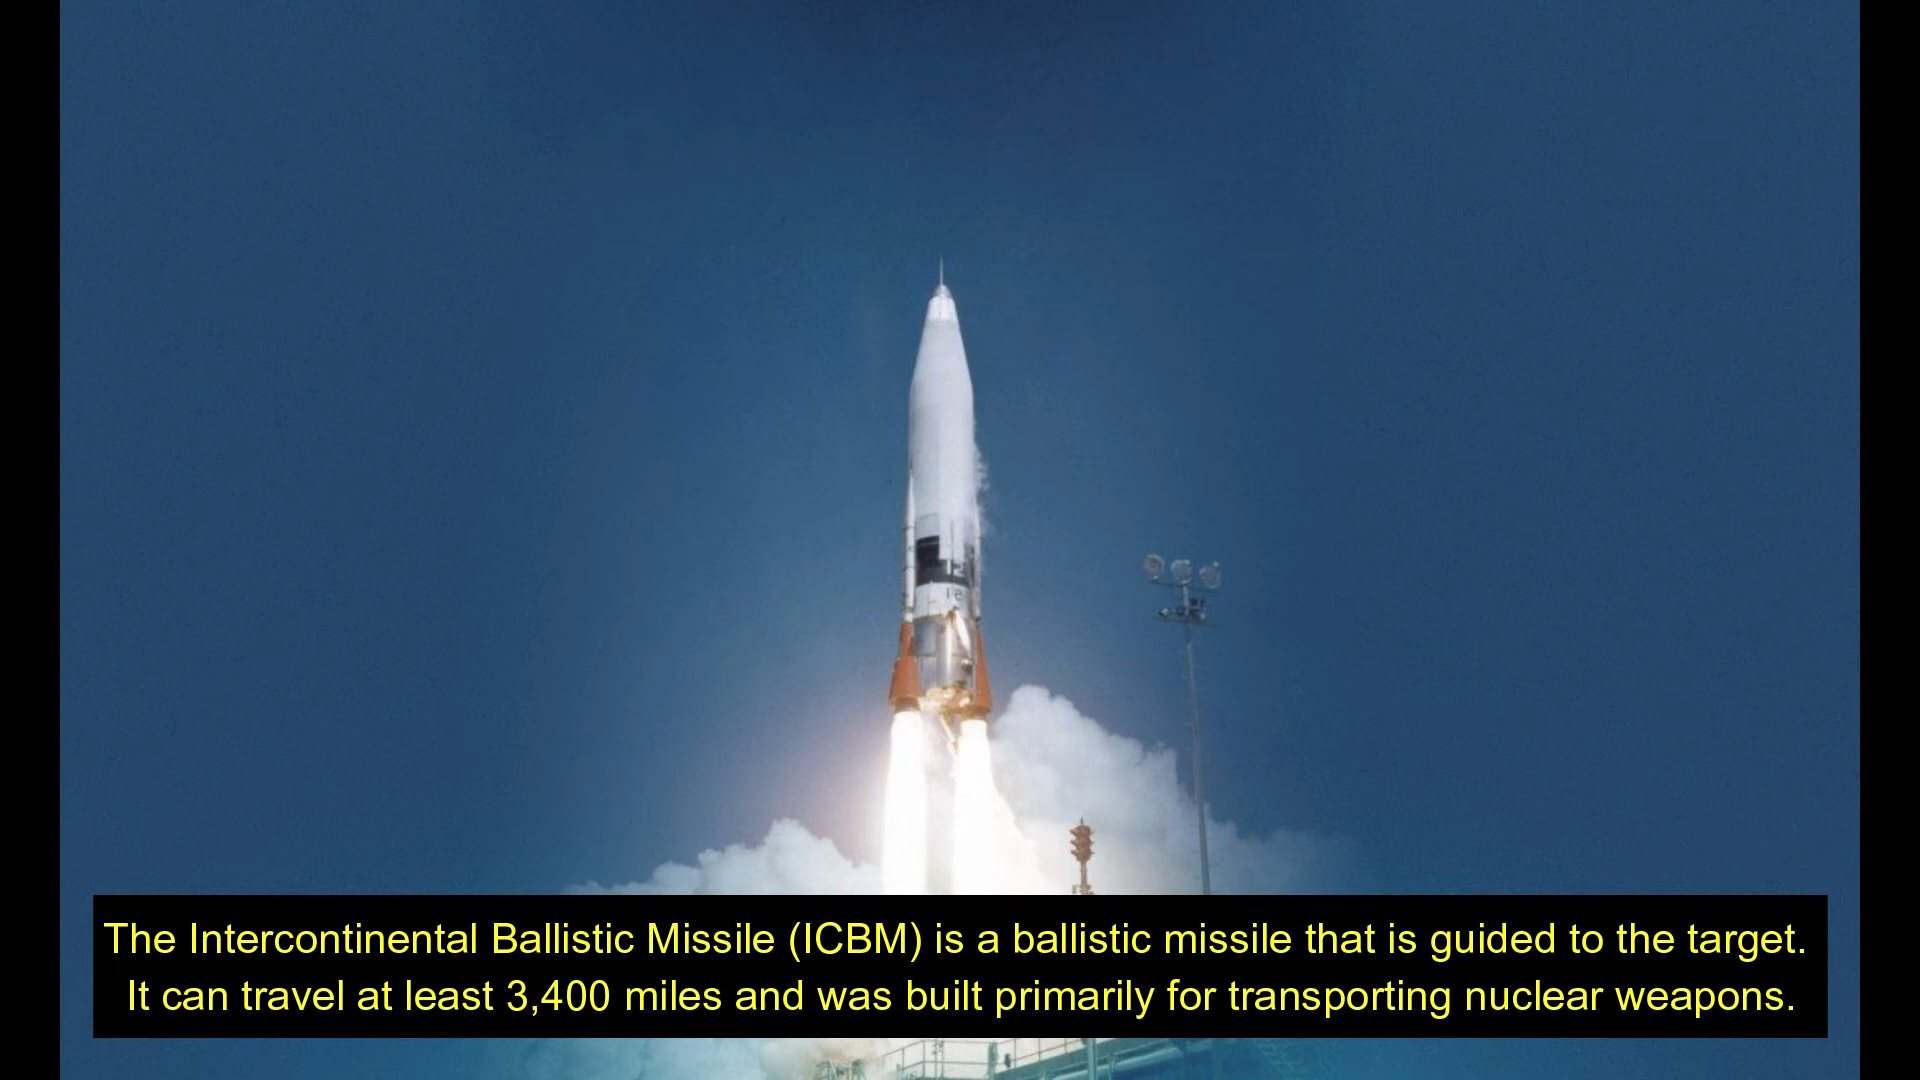 The Intercontinental Ballistic Missile (ICBM) is a ballistic missile that is guided to the target.
It can travel at least 3,400 miles and was built primarily for transporting nuclear weapons.
12